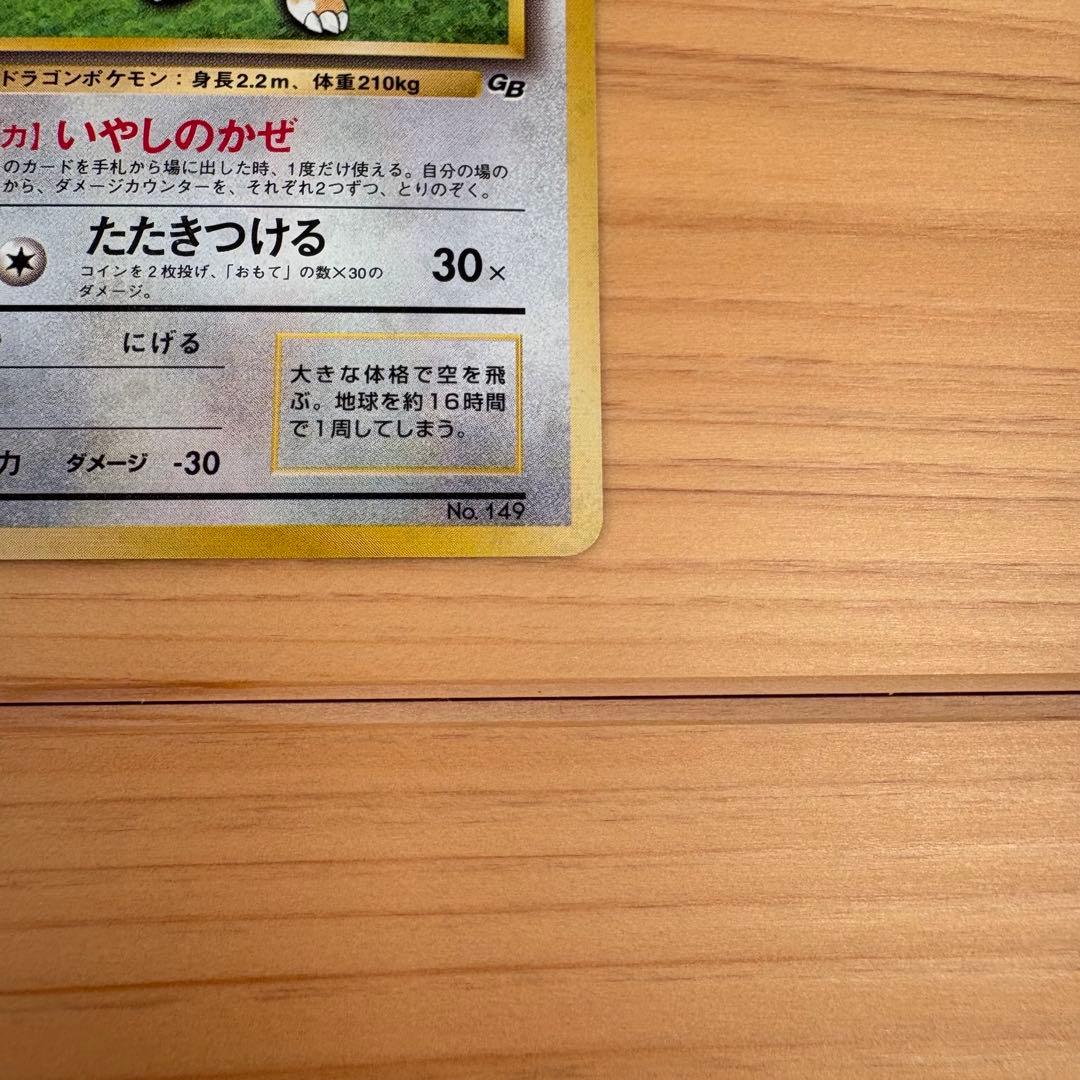 ドラゴンポケモン：身長2.2m、体重210kg GB
力】いやしのかぜ
のカードを手札から場に出した時、1度だけ使える。自分の場の
から、ダメージカウンターを、それぞれ2つずつ、とりのぞく。
たたきつける 30×
コインを2枚投げ、「おもて」の数×30の
ダメージ。
にげる
大きな体格で空を飛
ぶ。地球を約16時間
で1周してしまう。
力 ダメージ -30
No. 149